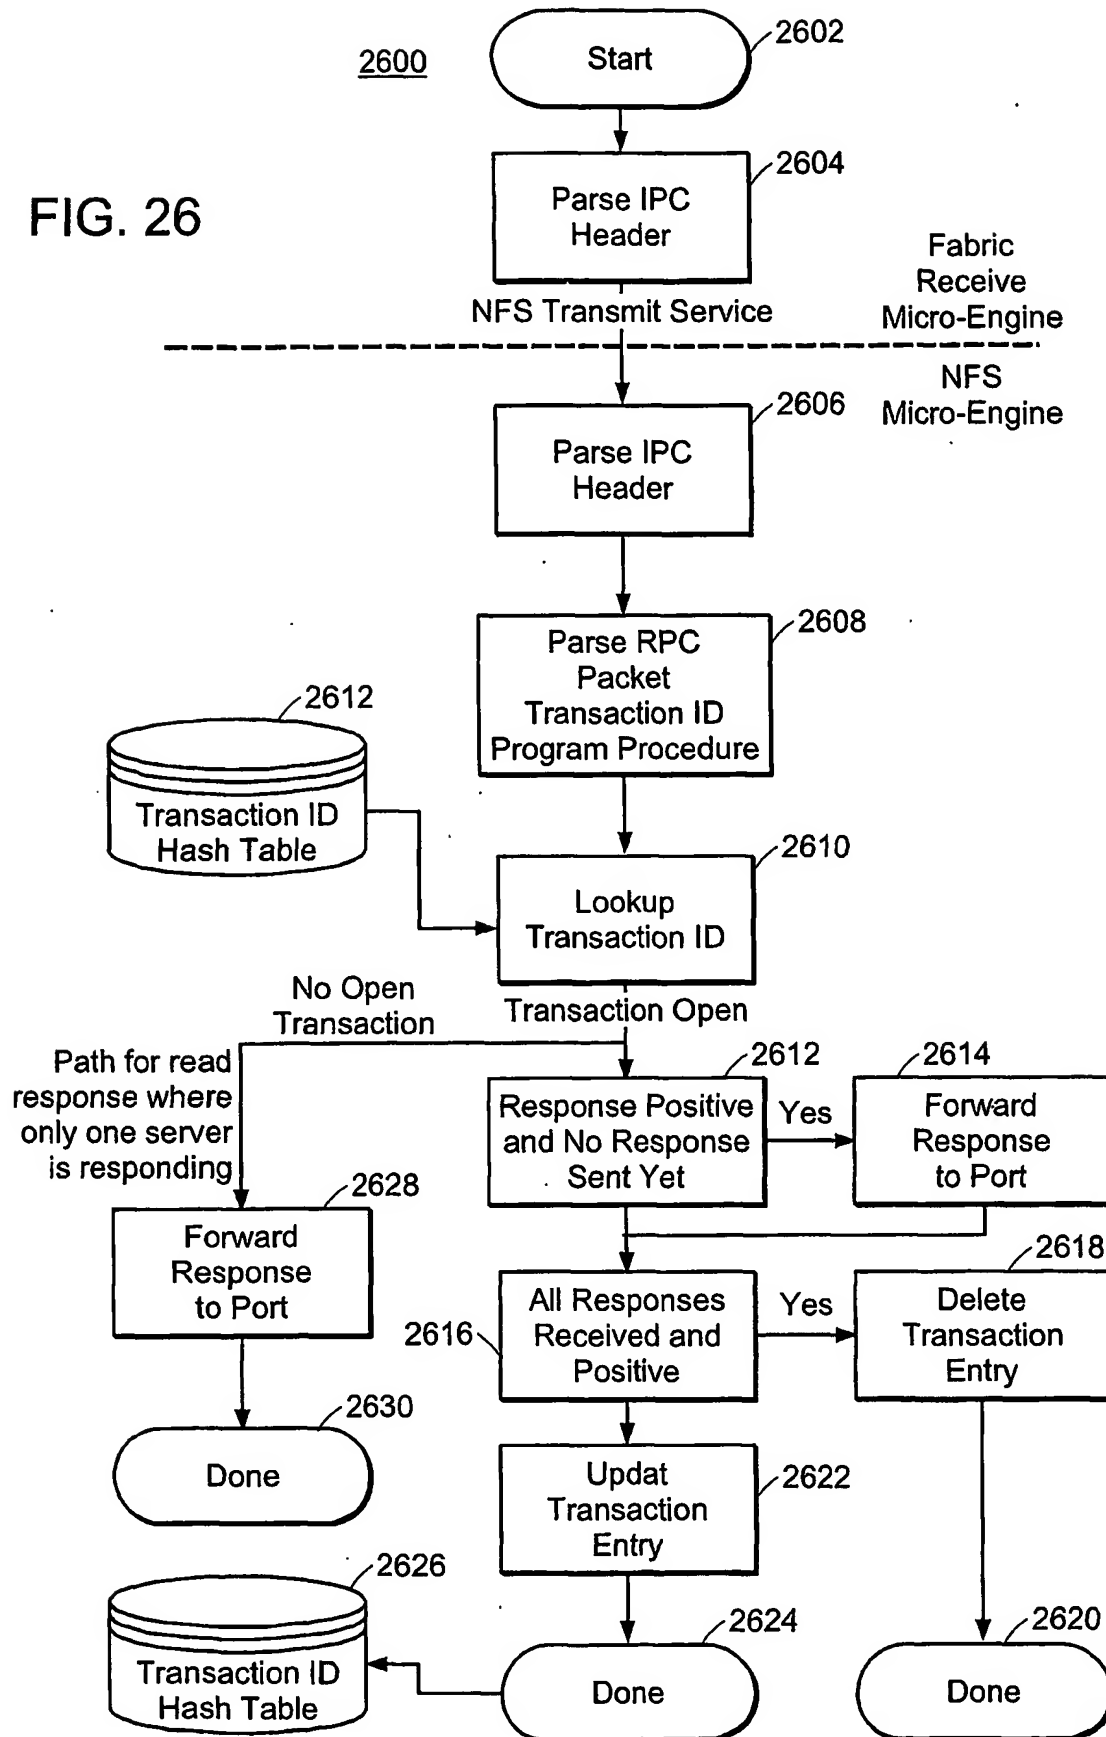 2602
Start
2600
2604
Parse IPC
Header
FIG. 26
Fabric
Receive
Micro-Engine
NFS Transmit Service
NFS
Micro-Engine
2606
Parse IPC
Header
2608
Parse RPC
Packet
Transaction ID
Program Procedure
2612
Transaction ID
Hash Table
2610
Lookup
Transaction ID
No Open
Transaction
Transaction Open
Path for read
response where
only one server
is responding
2612
Response Positive
and No Response
Sent Yet
Yes
2614
Forward
Response
to Port
2628
Forward
Response
to Port
2616
All Responses
Received and
Positive
Yes
2618
Delete
Transaction
Entry
2630
Done
Updat
Transaction
Entry
2622
2626
Transaction ID
Hash Table
2624
Done
2620
Done